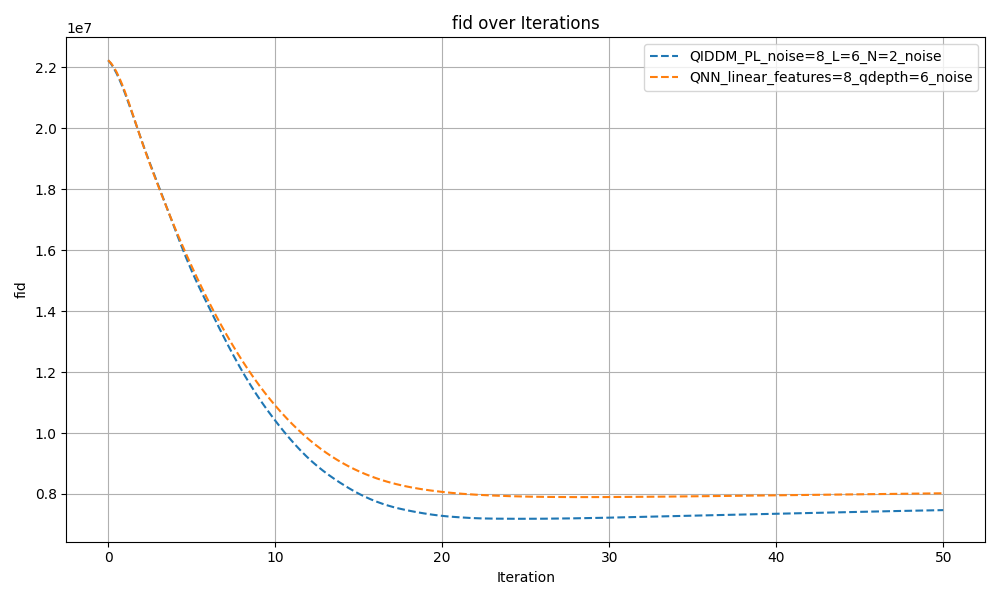 fid over Iterations
1e7
QIDDM_PL_noise=8_L=6_N=2_noise
QNN_linear_features=8_qdepth=6_noise
2.2
2.0
1.8
1.6
1.4
1.2
1.0
0.8
fid
0 10 20 30 40 50
Iteration